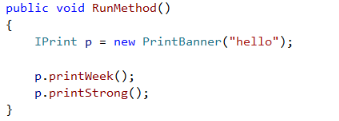 public void RunMethod()
{
    IPrint p = new PrintBanner("hello");

    p.printWeek();
    p.printStrong();
}